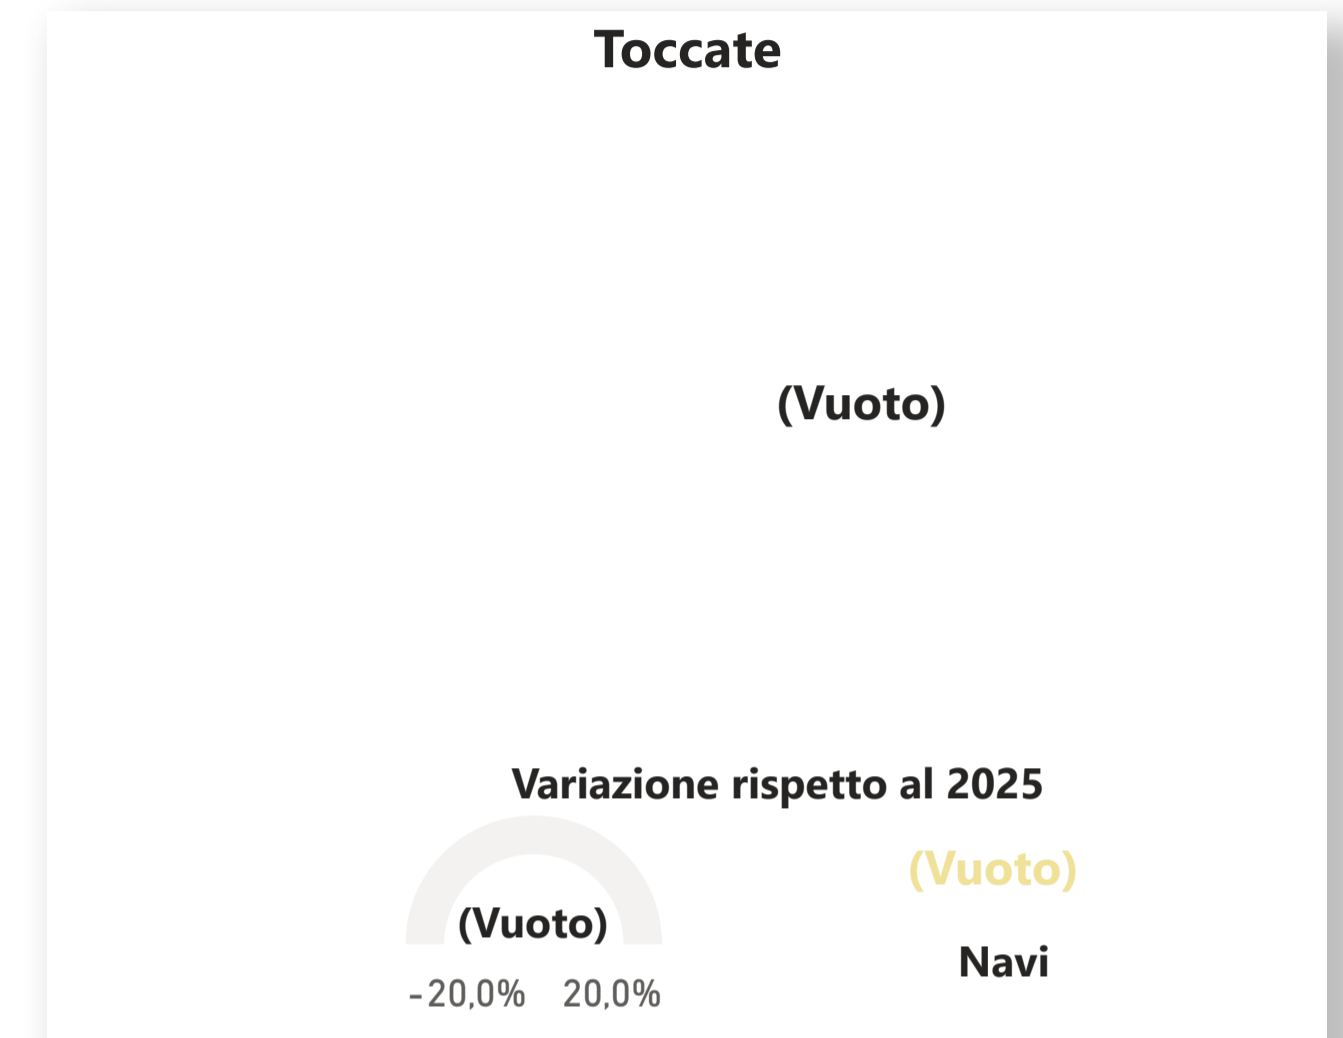 Toccate
(Vuoto)
Variazione rispetto al 2025
(Vuoto)
(Vuoto)
Navi
-20,0% 20,0%